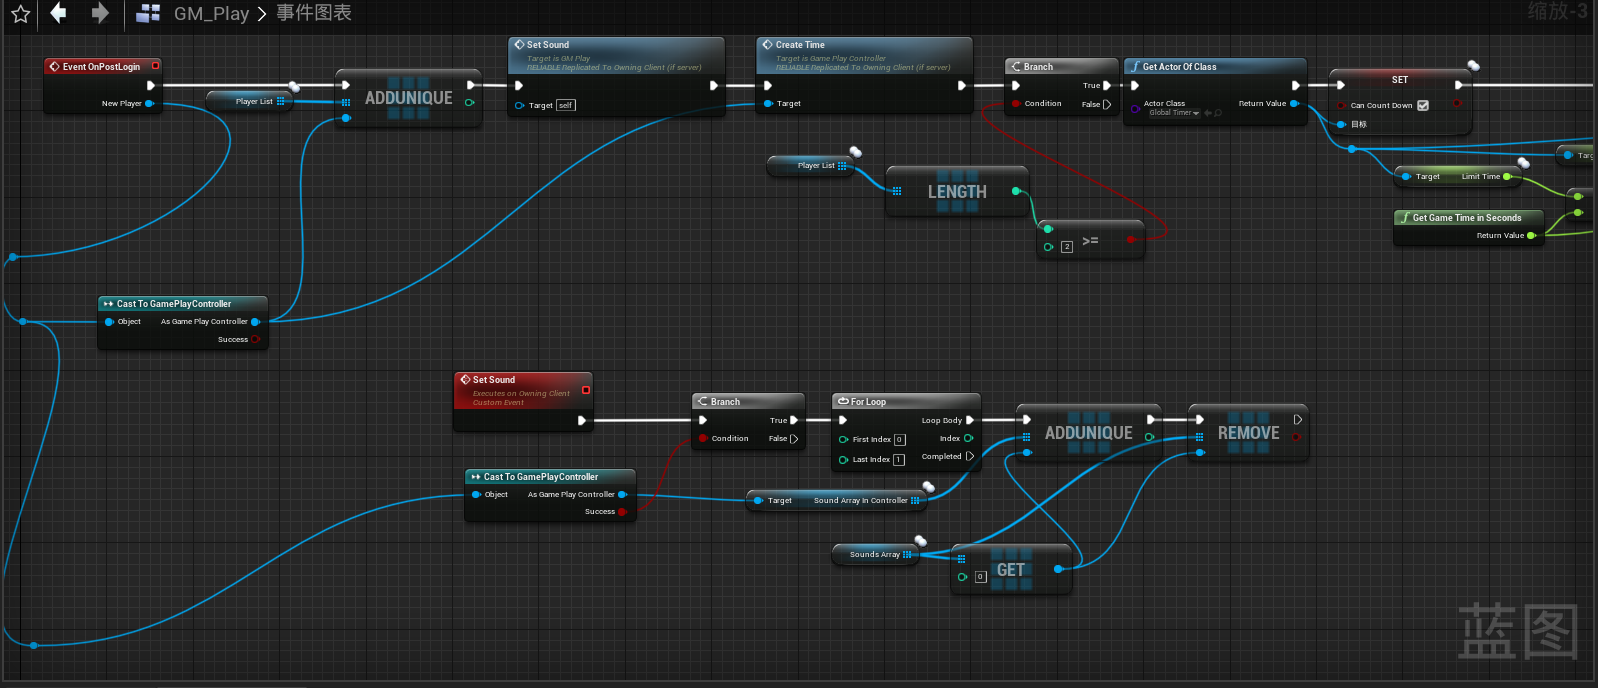 GM_Play > 事件图表
缩放-3
Event OnPostLogin
New Player
Player List
ADDUNIQUE
Set Sound
Target is GM Play
RELIABLE Replicated To Owning Client (if server)
Target self
Create Time
Target is Game Play Controller
RELIABLE Replicated To Owning Client (if server)
Target
Branch
True
Condition
False
Get Actor Of Class
Actor Class
Global Timer
Return Value
SET
Can Count Down
目标
Player List
LENGTH
2
>=
Target
Limit Time
Get Game Time in Seconds
Return Value
Cast To GamePlayController
Object
As Game Play Controller
Success
Set Sound
Executes on Owning Client
Custom Event
Branch
True
Condition
False
For Loop
Loop Body
First Index 0
Index
Last Index 1
Completed
ADDUNIQUE
REMOVE
Cast To GamePlayController
Object
As Game Play Controller
Success
Target
Sound Array in Controller
Sounds Array
GET
0
蓝图